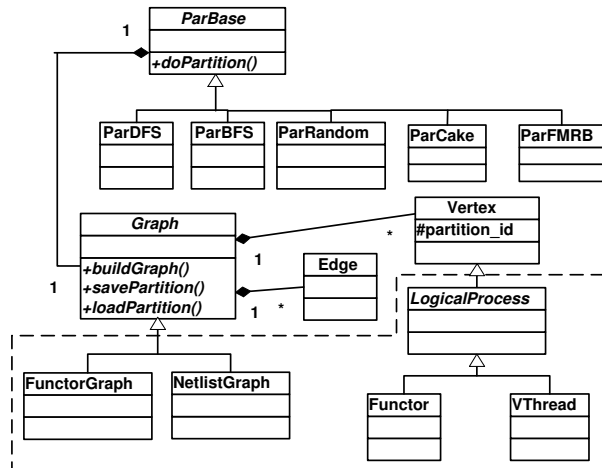 ParBase
1
+doPartition()
ParDFS
ParBFS
ParRandom
ParCake
ParFMRB
Graph
Vertex
#partition_id
*
1
+buildGraph()
Edge
1
+savePartition()
+loadPartition()
1
*
LogicalProcess
FunctorGraph
NetlistGraph
Functor
VThread